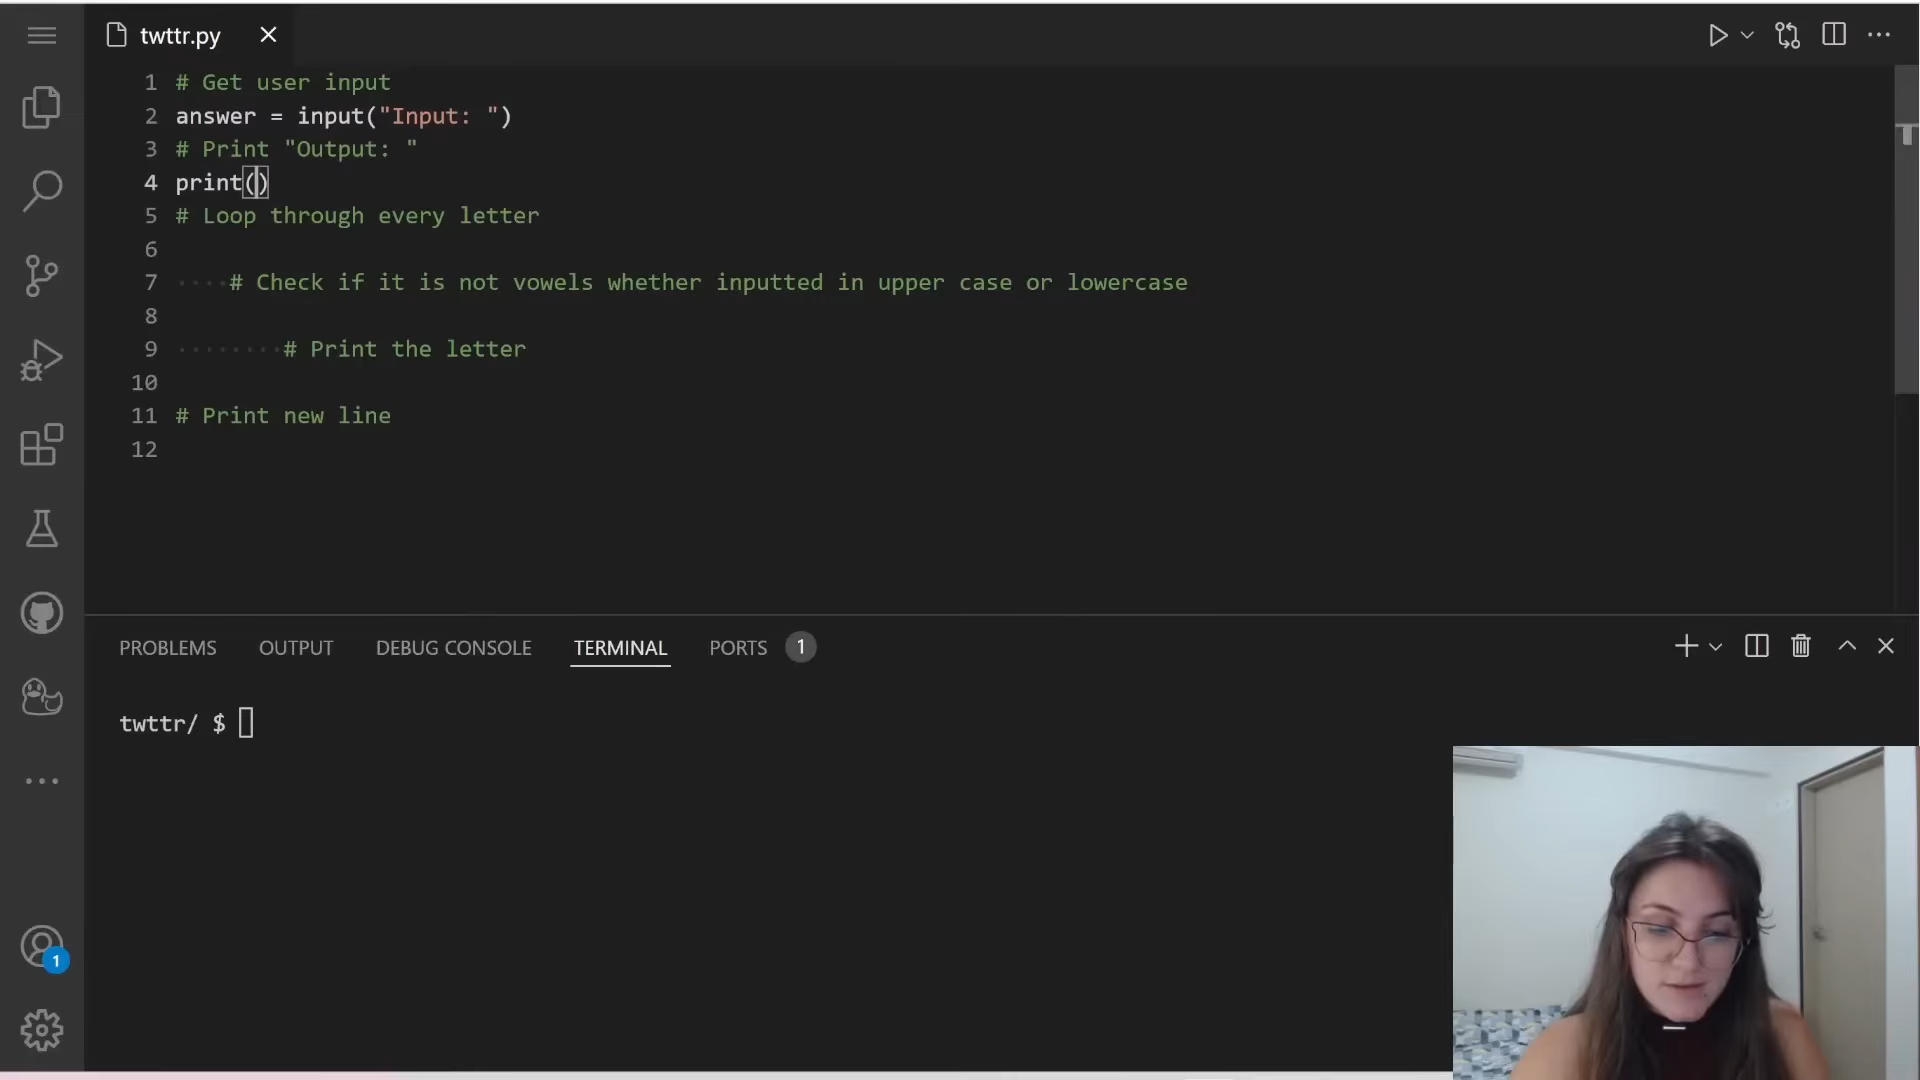 twttr.py
1 # Get user input
2 answer = input("Input: ")
3 # Print "Output: "
4 print()
5 # Loop through every letter
6
7 ····# Check if it is not vowels whether inputted in upper case or lowercase
8
9 ········# Print the letter
10
11 # Print new line
12
PROBLEMS OUTPUT DEBUG CONSOLE TERMINAL PORTS 1
twttr/ $
1